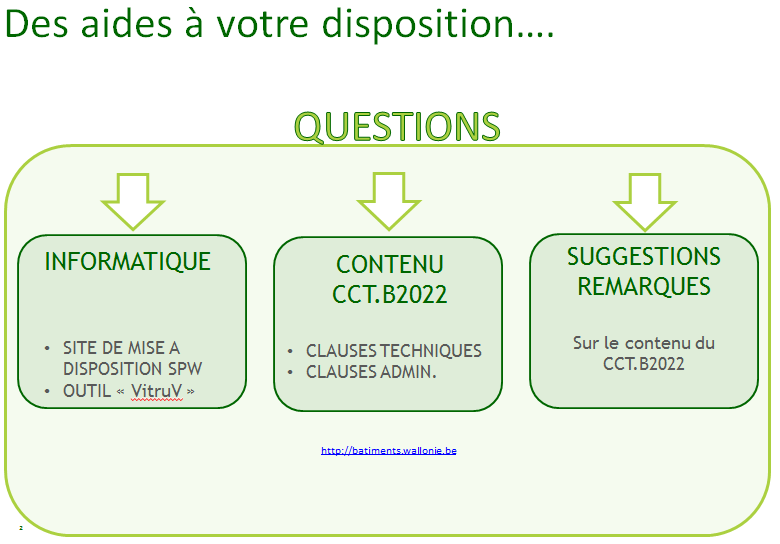 Des aides à votre disposition....
QUESTIONS
INFORMATIQUE
• SITE DE MISE A
DISPOSITION SPW
• OUTIL « VitruV »
CONTENU
CCT.B2022
• CLAUSES TECHNIQUES
• CLAUSES ADMIN.
SUGGESTIONS
REMARQUES
Sur le contenu du
CCT.B2022
http://batiments.wallonie.be
2